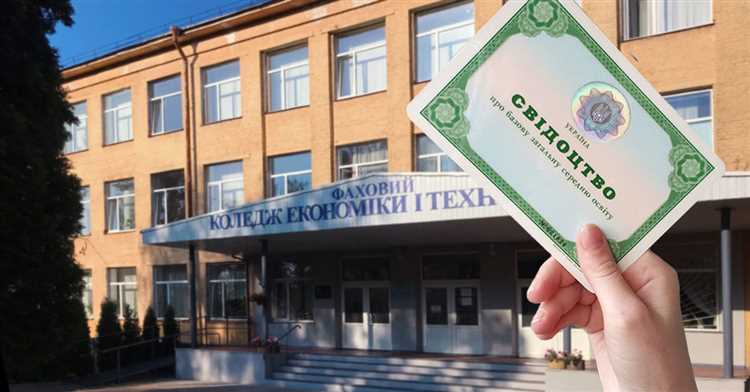 УКРАЇНА
СВІДОЦТВО
про базову загальну середню освіту
ФАХОВИЙ
КОЛЕДЖ ЕКОНОМІКИ І ТЕХ